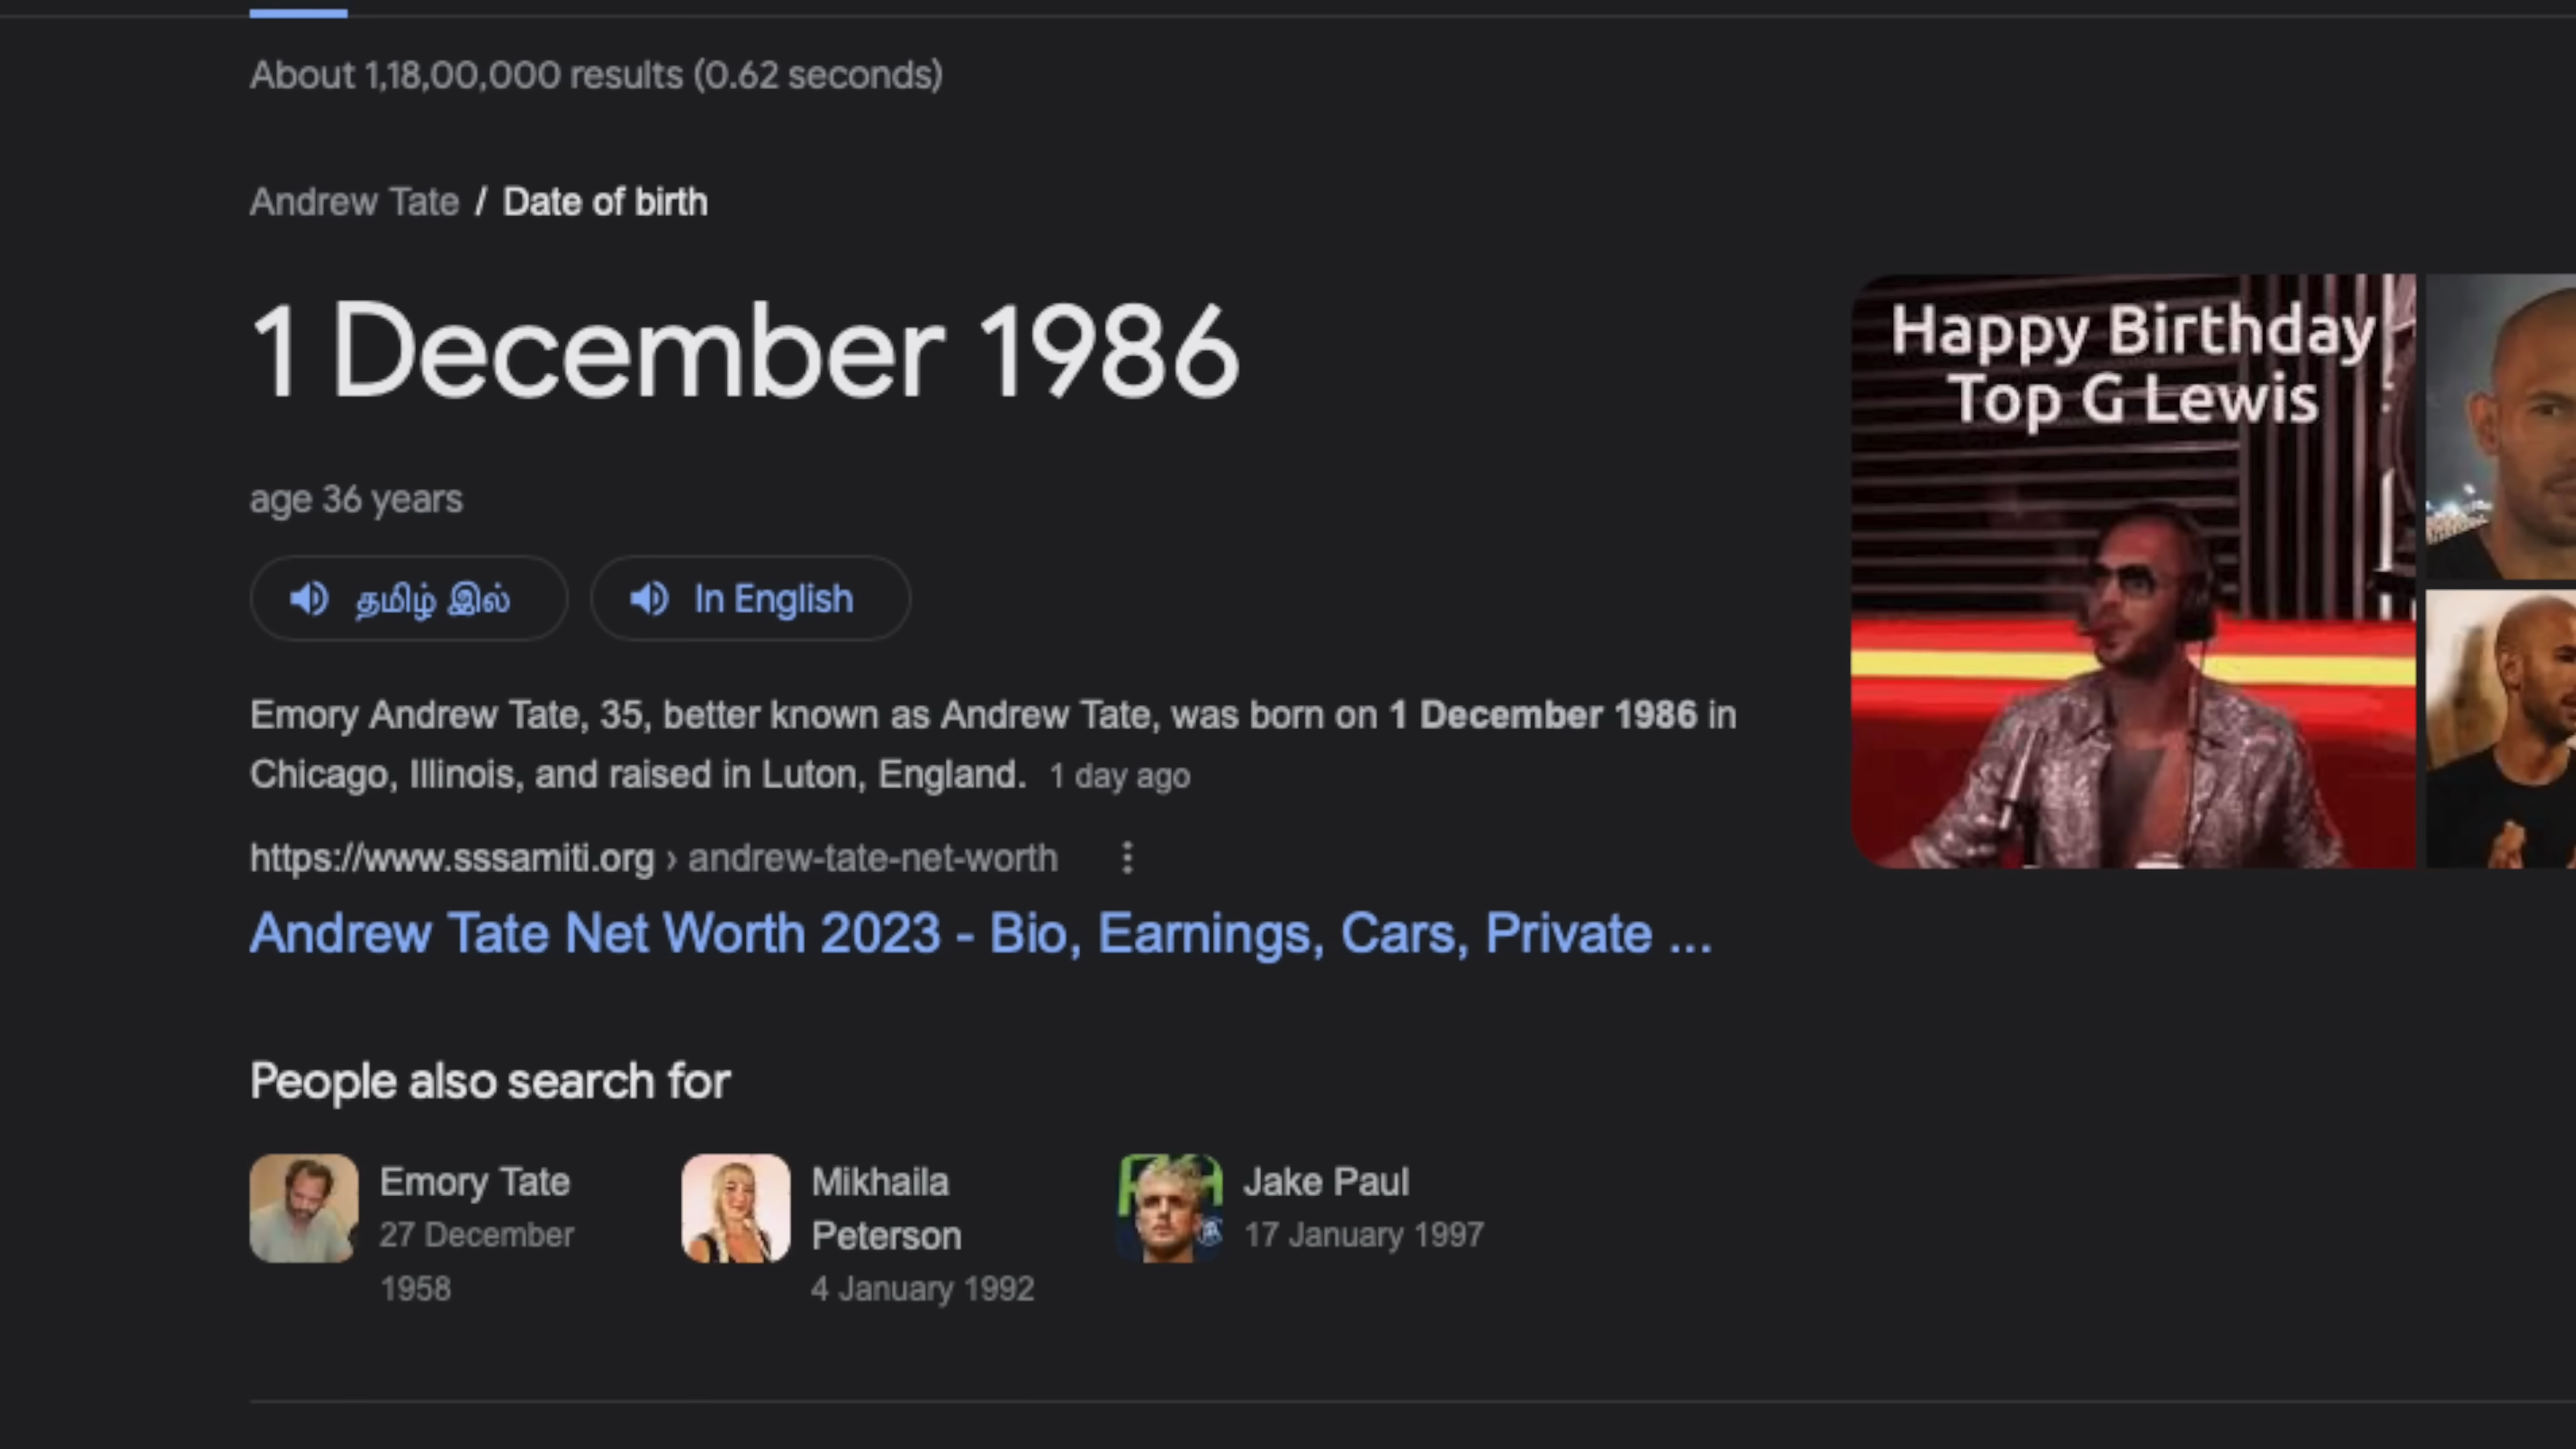 About 1,18,00,000 results (0.62 seconds)
Andrew Tate / Date of birth
1 December 1986
age 36 years
தமிழ் இல்
In English
Emory Andrew Tate, 35, better known as Andrew Tate, was born on 1 December 1986 in
Chicago, Illinois, and raised in Luton, England. 1 day ago
https://www.sssamiti.org › andrew-tate-net-worth
Andrew Tate Net Worth 2023 - Bio, Earnings, Cars, Private ...
Happy Birthday
Top G Lewis
People also search for
Emory Tate
27 December
1958
Mikhaila
Peterson
4 January 1992
Jake Paul
17 January 1997